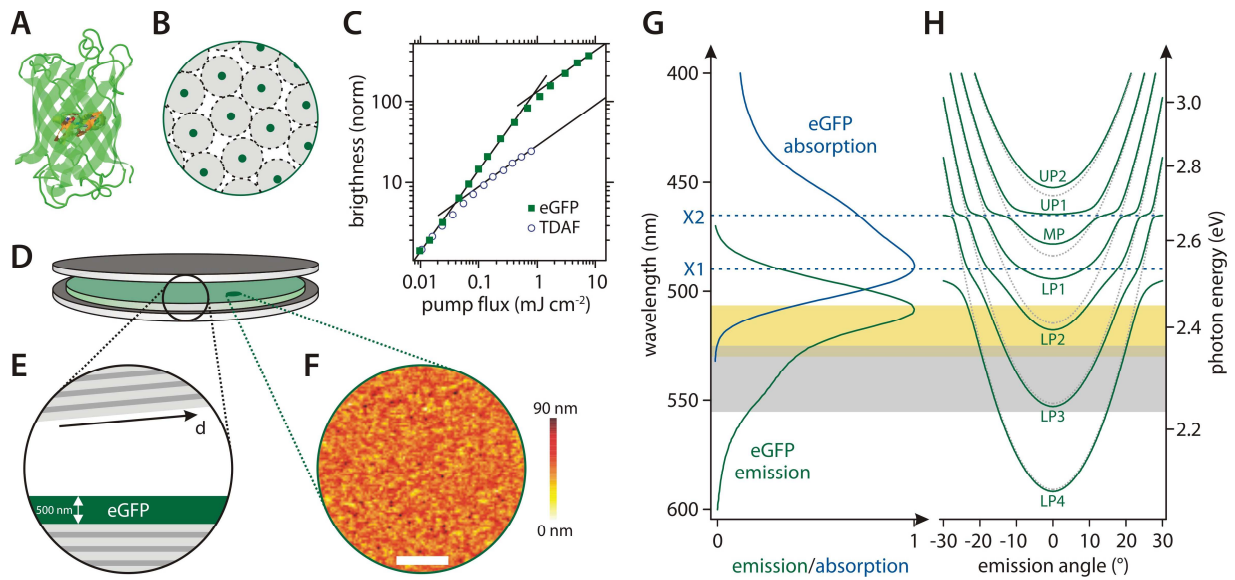 A
B
C
brigthness (norm)
100
10
eGFP
TDAF
0.01
0.1
1
10
pump flux (mJ cm-2)
D
E
d
500 nm
eGFP
F
90 nm
0 nm
G
wavelength (nm)
400
450
X2
X1
500
550
600
eGFP
absorption
eGFP
emission
0
1
emission/absorption
H
UP2
UP1
MP
LP1
LP2
LP3
LP4
-30
-20
-10
0
10
20
30
emission angle (°)
3.0
2.8
2.6
2.4
2.2
photon energy (eV)